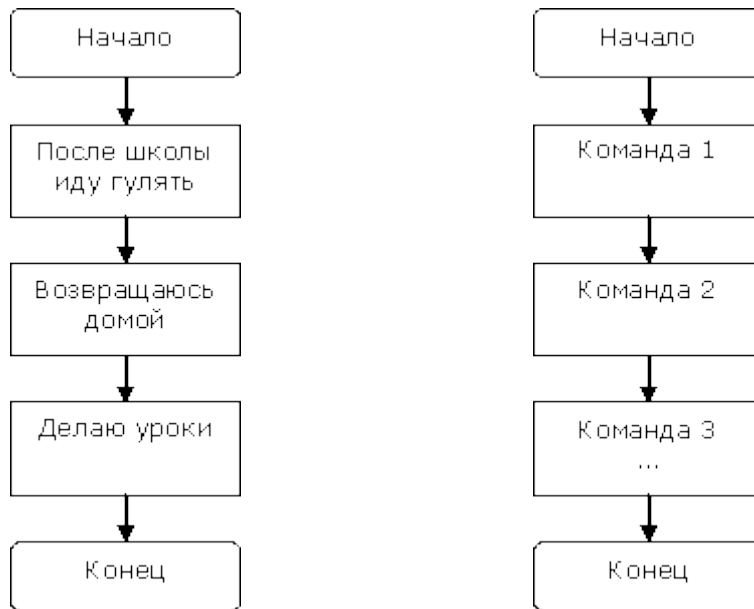 Начало
После школы
иду гулять
Возвращаюсь
домой
Делаю уроки
Конец
Начало
Команда 1
Команда 2
Команда 3
...
Конец